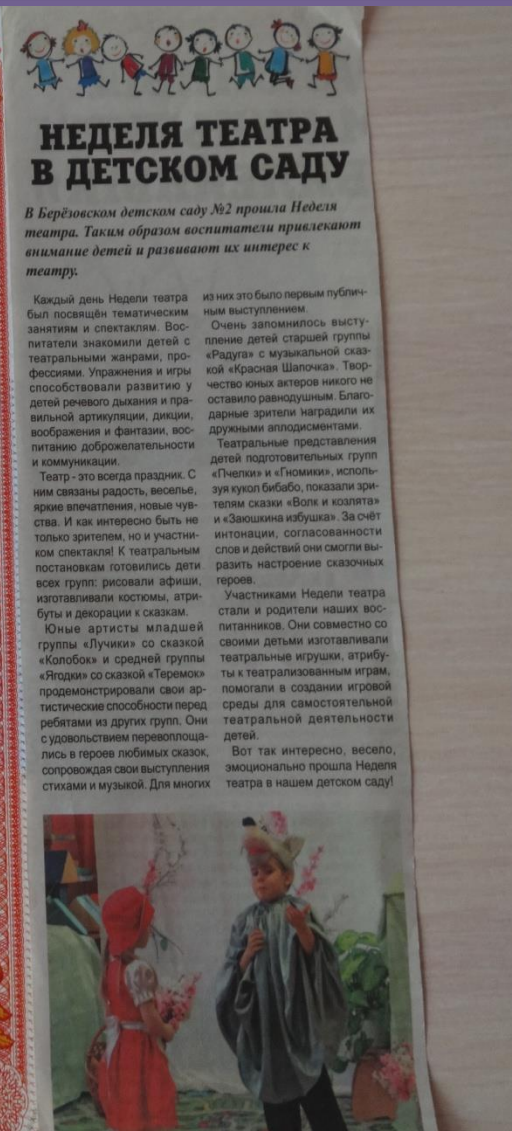 НЕДЕЛЯ ТЕАТРА
В ДЕТСКОМ САДУ
В Берёзовском детском саду №2 прошла Неделя
театра. Таким образом воспитатели привлекают
внимание детей и развивают их интерес к
театру.
Каждый день Недели театра
был посвящён тематическим
занятиям и спектаклям. Вос-
питатели знакомили детей с
театральными жанрами, про-
фессиями. Упражнения и игры
способствовали развитию у
детей речевого дыхания и пра-
вильной артикуляции, дикции,
воображения и фантазии, вос-
питанию доброжелательности
и коммуникации.
Театр - это всегда праздник. С
ним связаны радость, веселье,
яркие впечатления, новые чув-
ства. И как интересно быть не
только зрителем, но и участни-
ком спектакля! К театральным
постановкам готовились дети
всех групп: рисовали афиши,
изготавливали костюмы, атри-
буты и декорации к сказкам.
Юные артисты младшей
группы «Лучики» со сказкой
«Колобок» и средней группы
«Ягодки» со сказкой «Теремок»
продемонстрировали свои ар-
тистические способности перед
ребятами из других групп. Они
с удовольствием перевоплоща-
лись в героев любимых сказок,
сопровождая свои выступления
стихами и музыкой. Для многих
из них это было первым публич-
ным выступлением.
Очень запомнилось высту-
пление детей старшей группы
«Радуга» с музыкальной сказ-
кой «Красная Шапочка». Твор-
чество юных актеров никого не
оставило равнодушным. Благо-
дарные зрители наградили их
дружными аплодисментами.
Театральные представления
детей подготовительных групп
«Пчелки» и «Гномики», исполь-
зуя кукол бибабо, показали зри-
телям сказки «Волк и козлята»
и «Заюшкина избушка». За счёт
интонации, согласованности
слов и действий они смогли вы-
разить настроение сказочных
героев.
Участниками Недели театра
стали и родители наших вос-
питанников. Они совместно со
своими детьми изготавливали
театральные игрушки, атрибу-
ты к театрализованным играм,
помогали в создании игровой
среды для самостоятельной
театральной деятельности
детей.
Вот так интересно, весело,
эмоционально прошла Неделя
театра в нашем детском саду!